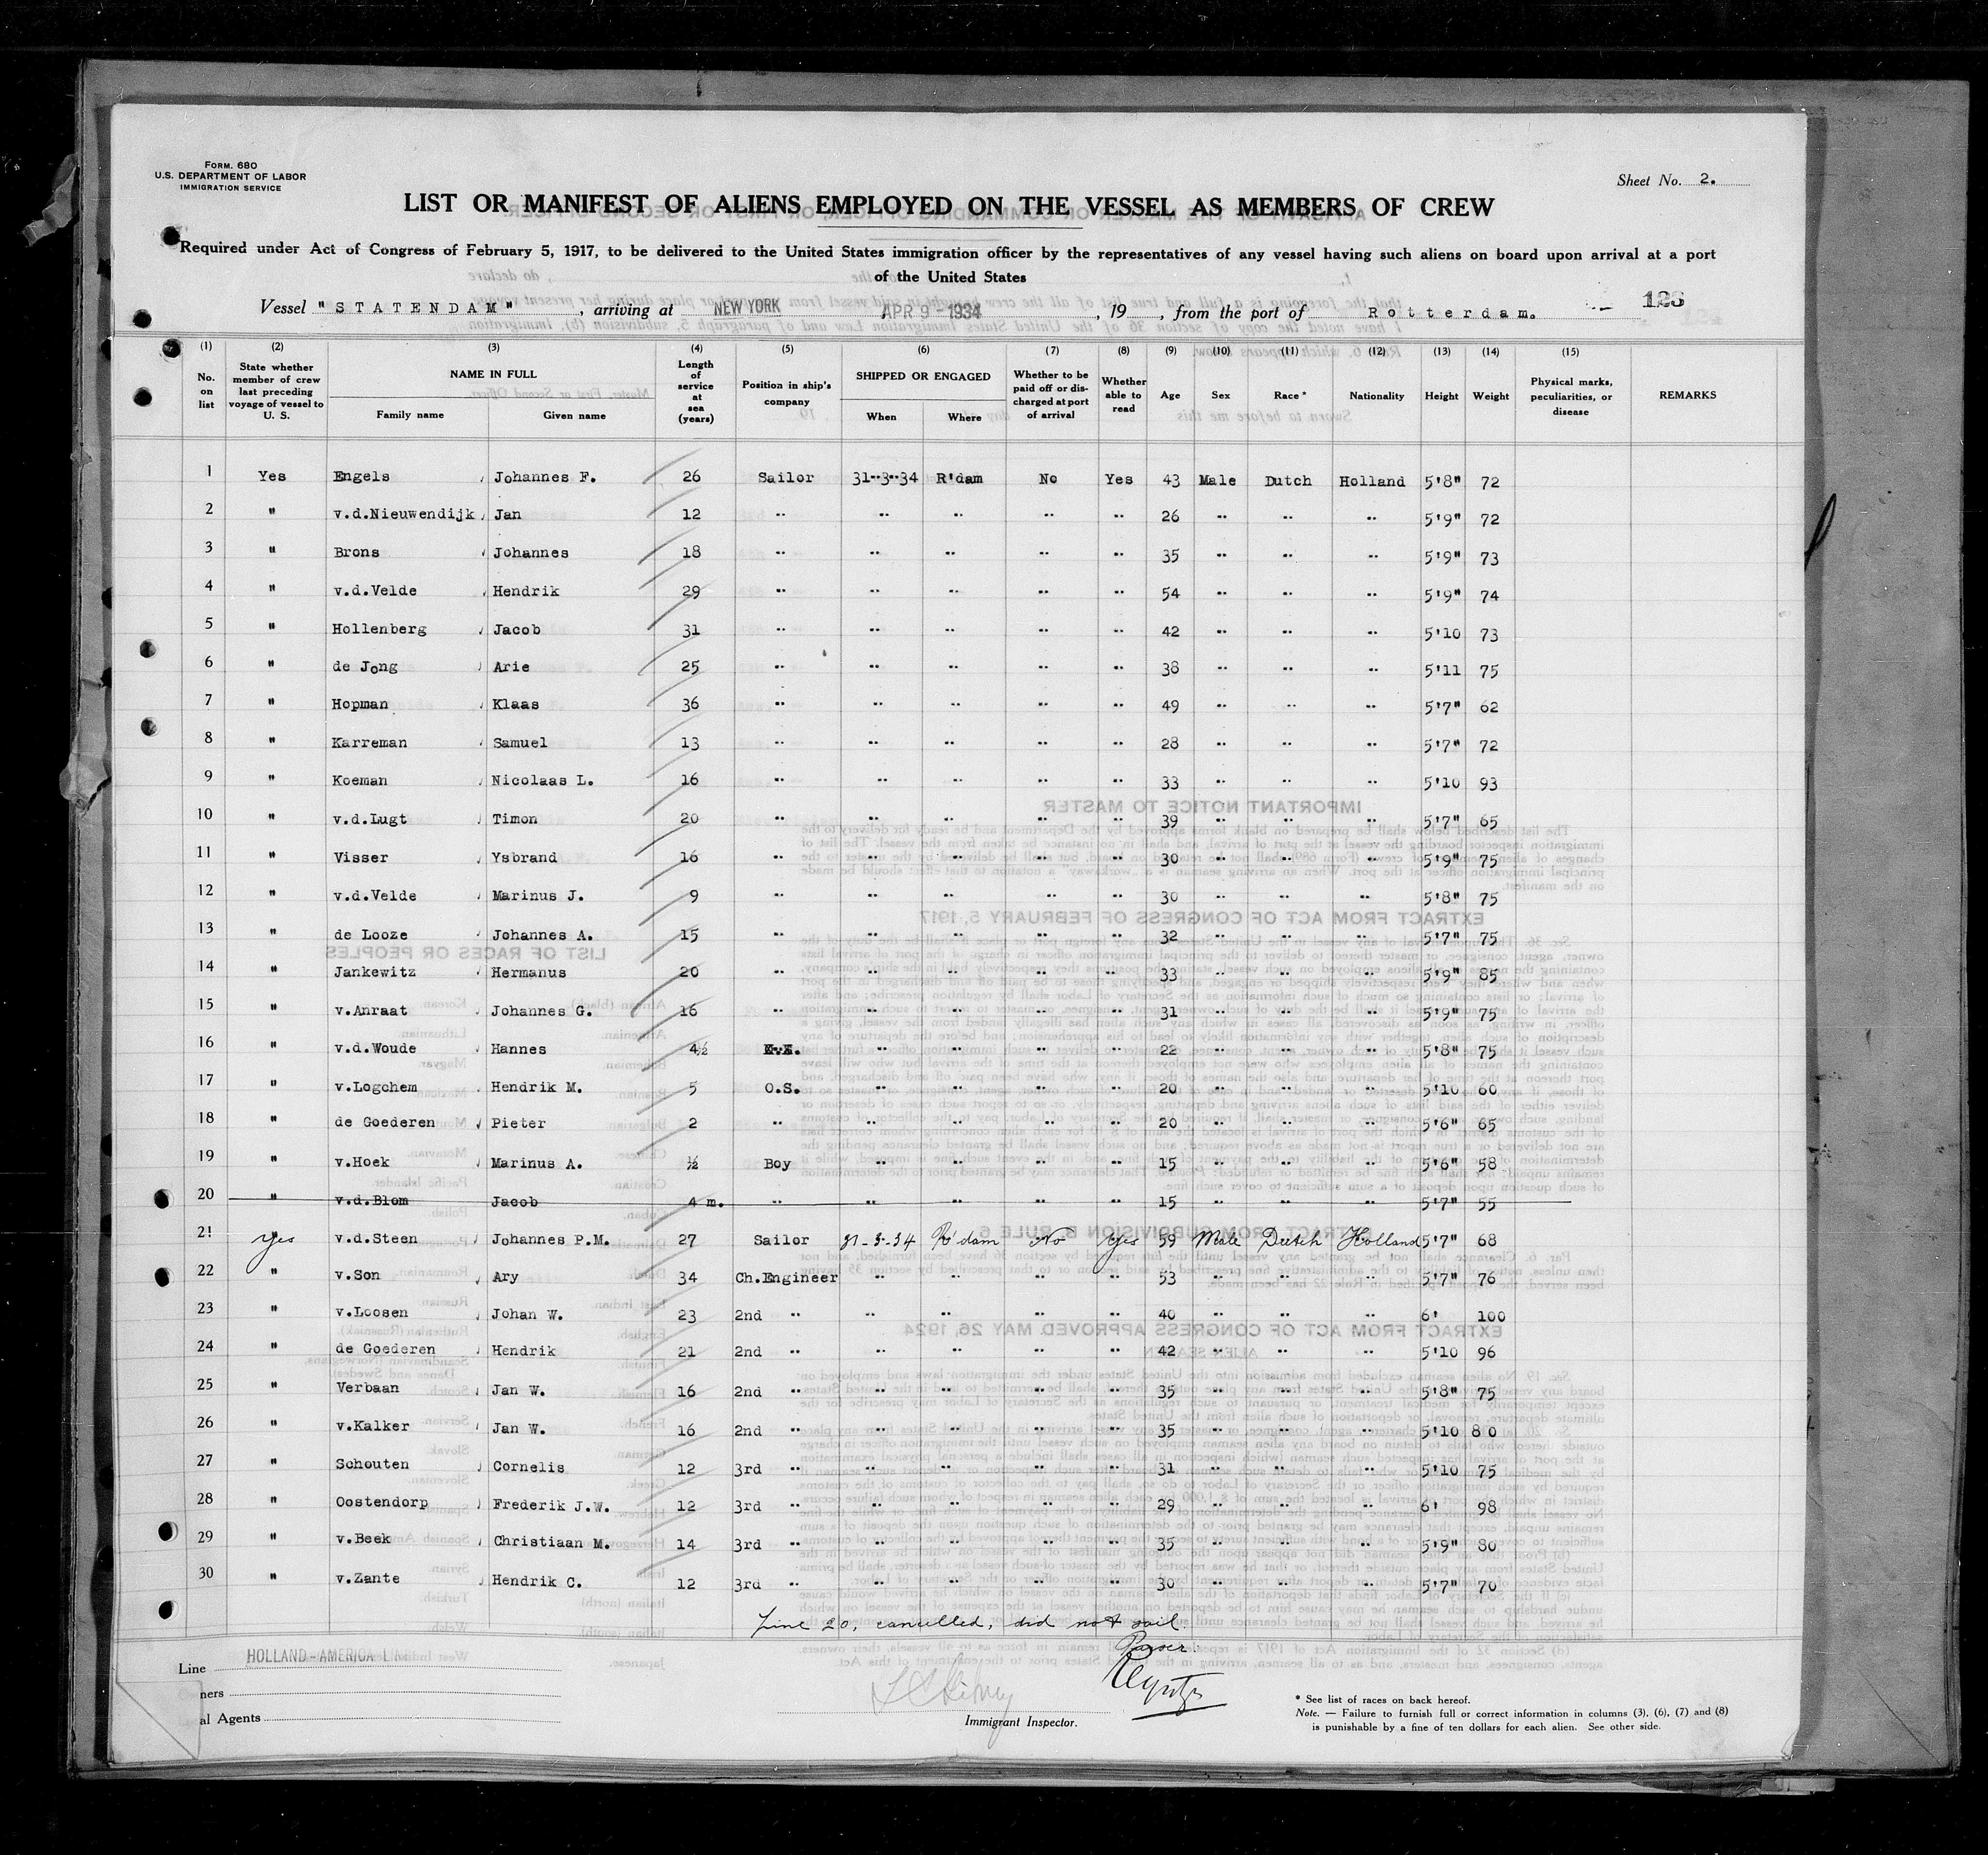 FORM. 680
U.S. DEPARTMENT OF LABOR
IMMIGRATION SERVICE
Sheet No. 2.
LIST OR MANIFEST OF ALIENS EMPLOYED ON THE VESSEL AS MEMBERS OF CREW
Required under Act of Congress of February 5, 1917, to be delivered to the United States immigration officer by the representatives of any vessel having such aliens on board upon arrival at a port
of the United States
Vessel "STATENDAM", arriving at NEW YORK APR 9 - 1934, 19 , from the port of Rotterdam.
(1) (2) (3) (4) (5) (6) (7) (8) (9) (10) (11) (12) (13) (14) (15)
No. on list State whether member of crew last preceding voyage of vessel to U. S. NAME IN FULL Family name Given name Length of service at sea (years) Position in ship's company SHIPPED OR ENGAGED When Where Whether to be paid off or discharged at port of arrival Whether able to read Age Sex Race* Nationality Height Weight Physical marks, peculiarities, or disease REMARKS
1 Yes Engels Johannes F. 26 Sailor 31-3-34 R'dam No Yes 43 Male Dutch Holland 5'8" 72
2 " v.d.Nieuwendijk Jan 12 " " " " " 26 " " " 5'9" 72
3 " Brons Johannes 18 " " " " " 35 " " " 5'9" 73
4 " v.d.Velde Hendrik 29 " " " " " 54 " " " 5'9" 74
5 " Hollenberg Jacob 31 " " " " " 42 " " " 5'10 73
6 " de Jong Arie 25 " " " " " 38 " " " 5'11 75
7 " Hopman Klaas 36 " " " " " 49 " " " 5'7" 62
8 " Karreman Samuel 13 " " " " " 28 " " " 5'7" 72
9 " Koeman Nicolaas L. 16 " " " " " 33 " " " 5'10 93
10 " v.d.Lugt Timon 20 " " " " " 39 " " " 5'7" 65
11 " Visser Ysbrand 16 " " " " " 30 " " " 5'9" 75
12 " v.d.Velde Marinus J. 9 " " " " " 30 " " " 5'8" 75
13 " de Looze Johannes A. 15 " " " " " 32 " " " 5'7" 75
14 " Jankewitz Hermanus 20 " " " " " 33 " " " 5'9" 85
15 " v.Anraat Johannes G. 16 " " " " " 31 " " " 5'9" 75
16 " v.d.Woude Hannes 4½ " " " " 22 " " " 5'8" 75
17 " v.Logchem Hendrik M. 5 O.S. " " " " 20 " " " 5'10 60
18 " de Goederen Pieter 2 " " " " " 20 " " " 5'6" 65
19 " v.Hoek Marinus A. ½ Boy " " " " 15 " " " 5'6" 58
20 " v.d.Blom Jacob 4 m. " " " " " 15 " " " 5'7" 55
21 Yes v.d.Steen Johannes P.M. 27 Sailor 31-3-34 R'dam No Yes 59 Male Dutch Holland 5'7" 68
22 " v.Son Ary 34 Ch.Engineer " " " " 53 " " " 5'7" 76
23 " v.Loosen Johan W. 23 2nd " " " " " 40 " " " 6' 100
24 " de Goederen Hendrik 21 2nd " " " " " 42 " " " 5'10 96
25 " Verbaan Jan W. 16 2nd " " " " " 35 " " " 5'8" 75
26 " v.Kalker Jan W. 16 2nd " " " " " 35 " " " 5'10 80
27 " Schouten Cornelis 12 3rd " " " " " 31 " " " 5'10 75
28 " Oostendorp Frederik J.W. 12 3rd " " " " " 29 " " " 6' 98
29 " v.Beek Christiaan M. 14 3rd " " " " " 35 " " " 5'9" 80
30 " v.Zante Hendrik C. 12 3rd " " " " " 30 " " " 5'7" 70
Line 20, cancelled, did not sail.
Purser.
Line HOLLAND-AMERICA LINE
ners
al Agents
Immigrant Inspector.
* See list of races on back hereof.
Note. — Failure to furnish full or correct information in columns (3), (6), (7) and (8)
is punishable by a fine of ten dollars for each alien. See other side.